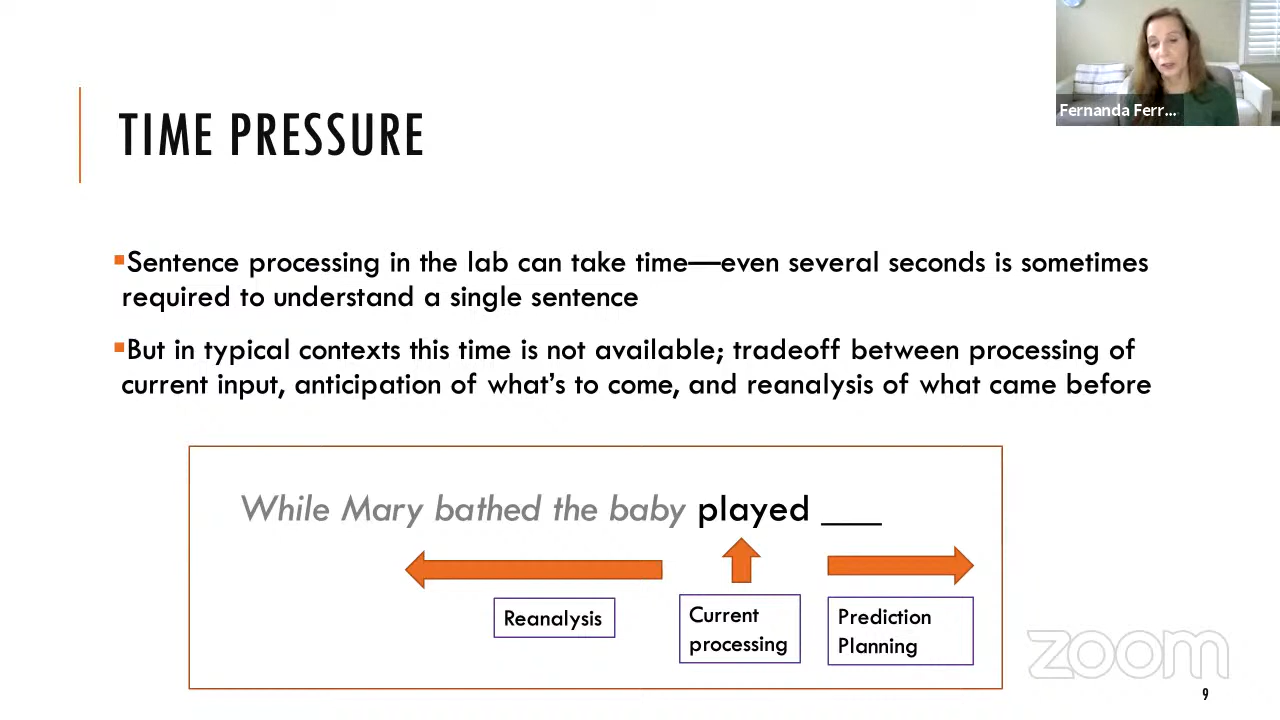 Fernanda Ferr...
TIME PRESSURE
▪Sentence processing in the lab can take time—even several seconds is sometimes
required to understand a single sentence
▪But in typical contexts this time is not available; tradeoff between processing of
current input, anticipation of what's to come, and reanalysis of what came before
While Mary bathed the baby played ___
Reanalysis
Current
processing
Prediction
Planning
zoom
9